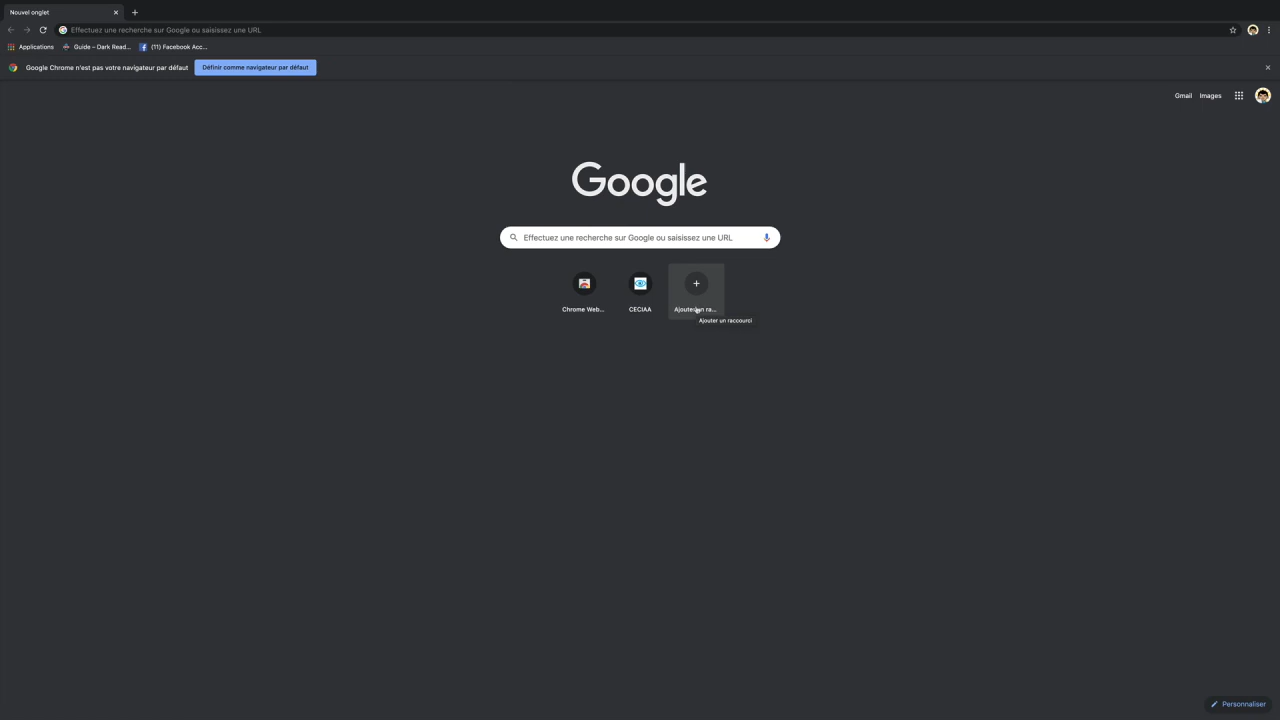 Nouvel onglet
Effectuez une recherche sur Google ou saisissez une URL
Applications
Guide – Dark Read...
(11) Facebook Acc...
Google Chrome n'est pas votre navigateur par défaut
Définir comme navigateur par défaut
Gmail
Images
Google
Effectuez une recherche sur Google ou saisissez une URL
Chrome Web...
CECIAA
Ajouter un ra...
Ajouter un raccourci
Personnaliser